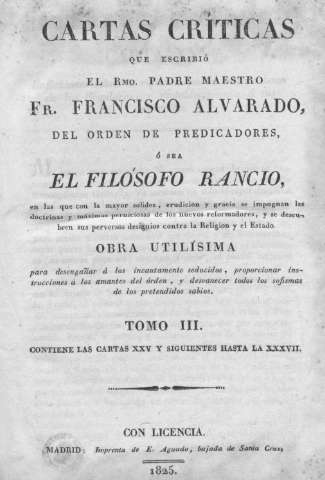 CARTAS CRÍTICAS
QUE ESCRIBIÓ
EL RMO. PADRE MAESTRO
FR. FRANCISCO ALVARADO,
DEL ORDEN DE PREDICADORES,
Ó SEA
EL FILÓSOFO RANCIO,
en las que con la mayor solidez, erudicion y gracia se impugnan las
doctrinas y máximas perniciosas de los nuevos reformadores, y se descu-
bren sus perversos designios contra la Religion y el Estado.
OBRA UTILÍSIMA
para desengañar á los incautamente seducidos, proporcionar ins-
trucciones á los amantes del órden, y desvanecer todos los sofismas
de los pretendidos sabios.
TOMO III.
CONTIENE LAS CARTAS XXV Y SIGUIENTES HASTA LA XXXVII.
CON LICENCIA.
MADRID: Imprenta de E. Aguado, bajada de Santa Cruz,
1825.